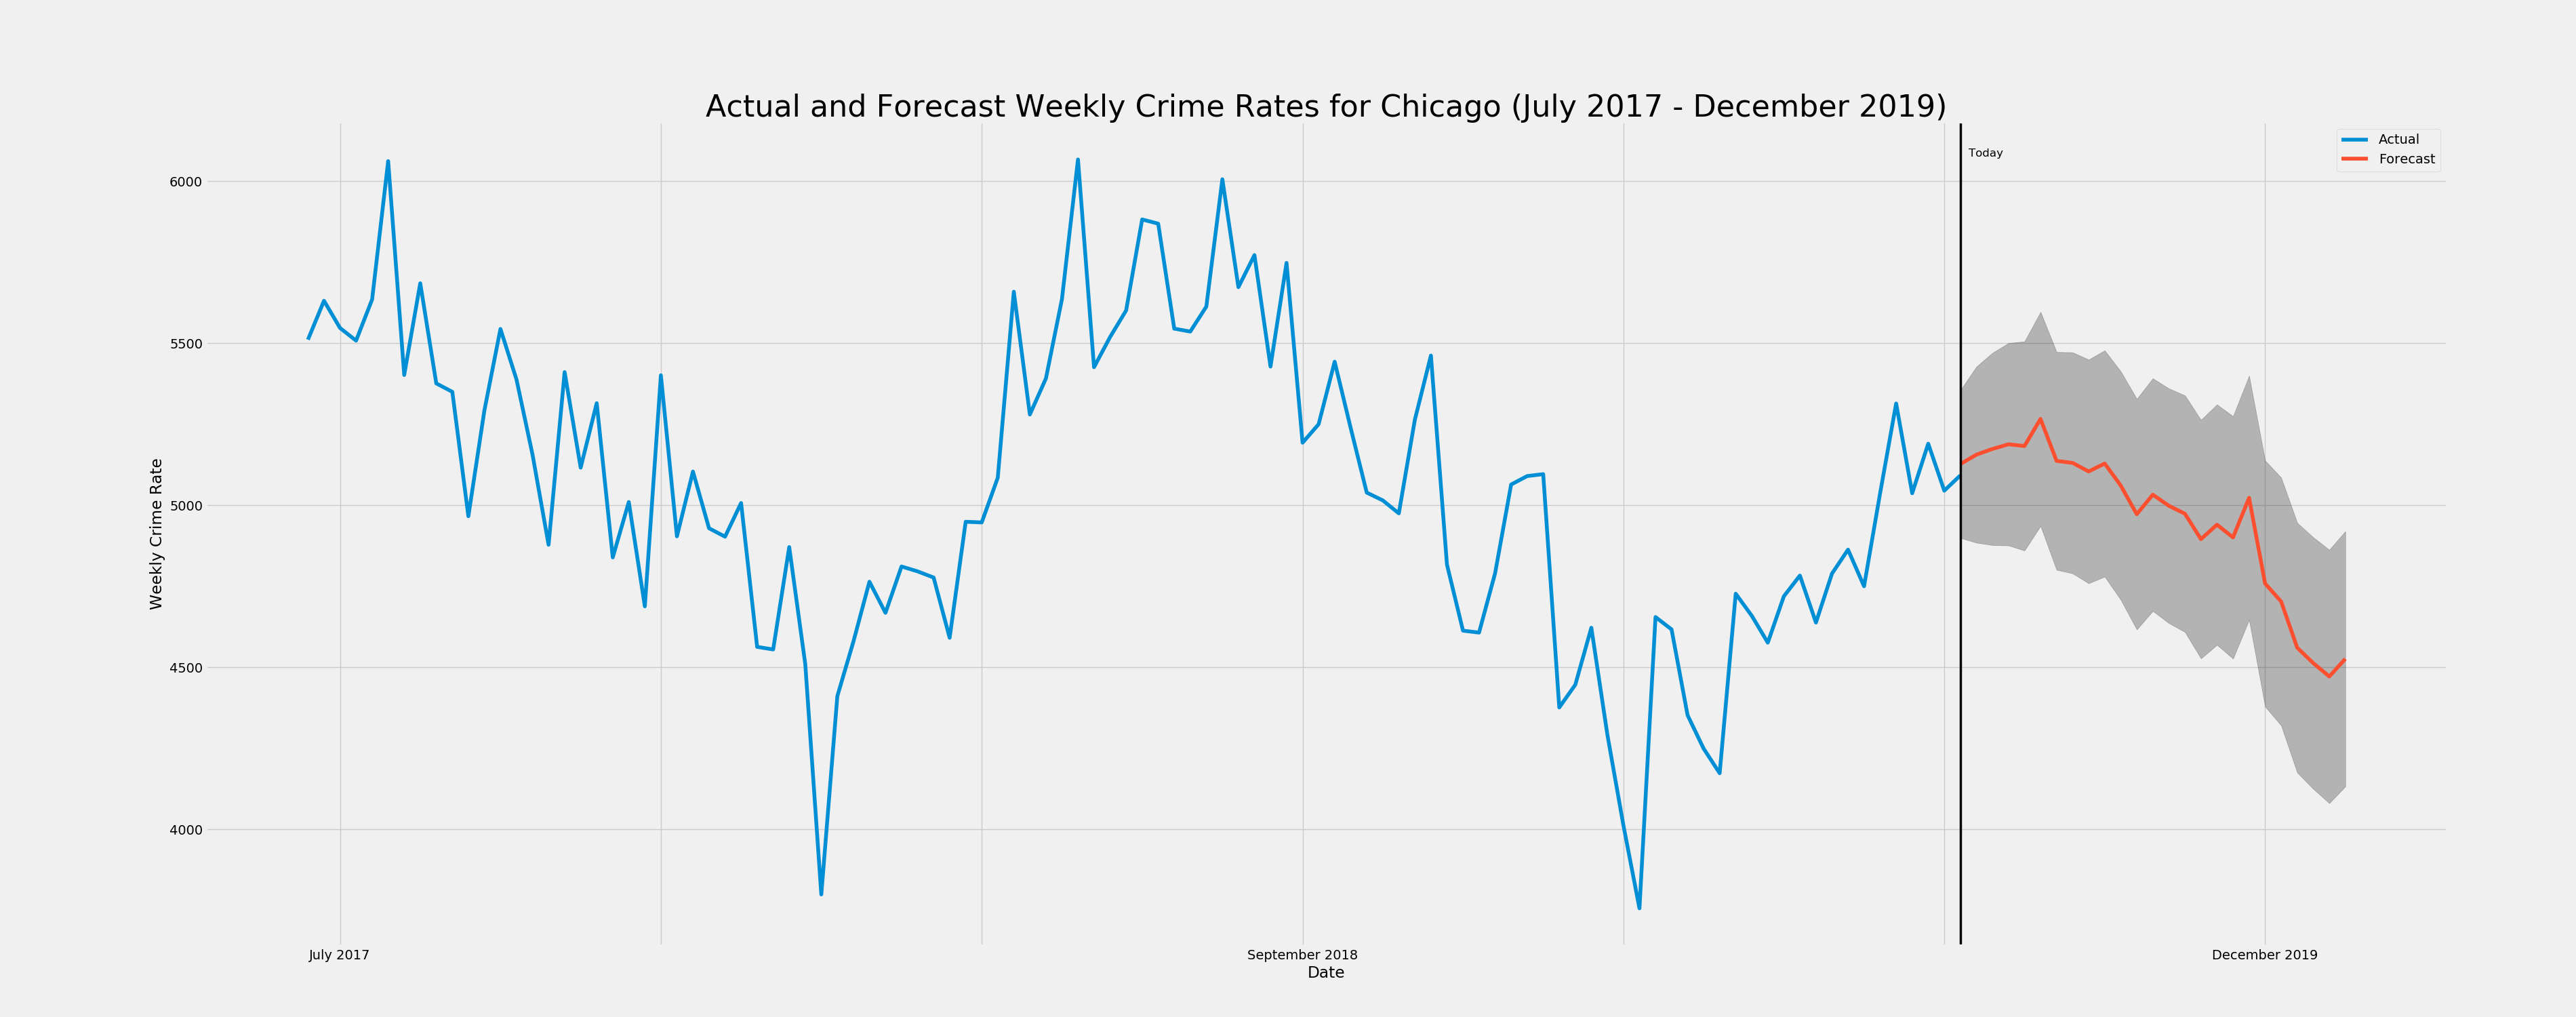 Actual and Forecast Weekly Crime Rates for Chicago (July 2017 - December 2019)
Actual
Forecast
Today
6000
5500
5000
4500
4000
Weekly Crime Rate
July 2017
September 2018
December 2019
Date